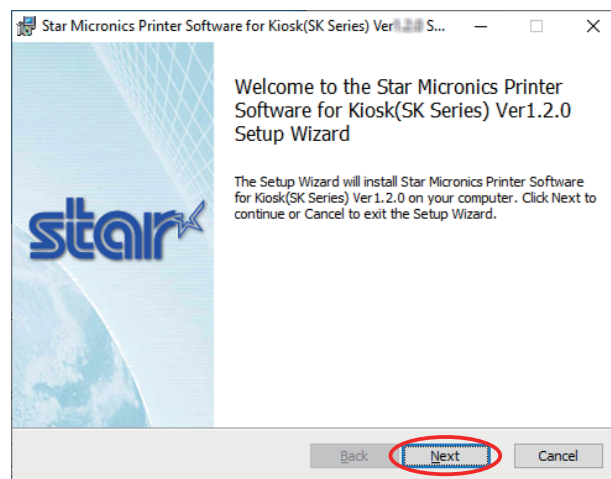 Star Micronics Printer Software for Kiosk(SK Series) Ver S...
Welcome to the Star Micronics Printer
Software for Kiosk(SK Series) Ver1.2.0
Setup Wizard
The Setup Wizard will install Star Micronics Printer Software
for Kiosk(SK Series) Ver1.2.0 on your computer. Click Next to
continue or Cancel to exit the Setup Wizard.
star
Back Next Cancel